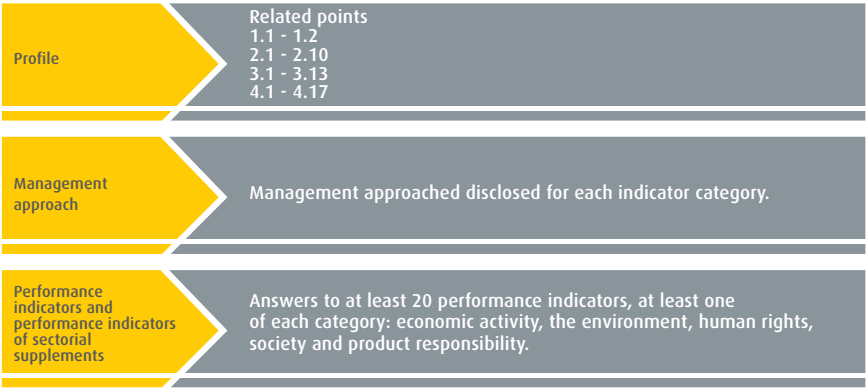 Profile
Related points
1.1 - 1.2
2.1 - 2.10
3.1 - 3.13
4.1 - 4.17
Management
approach
Management approached disclosed for each indicator category.
Performance
indicators and
performance indicators
of sectorial
supplements
Answers to at least 20 performance indicators, at least one
of each category: economic activity, the environment, human rights,
society and product responsibility.